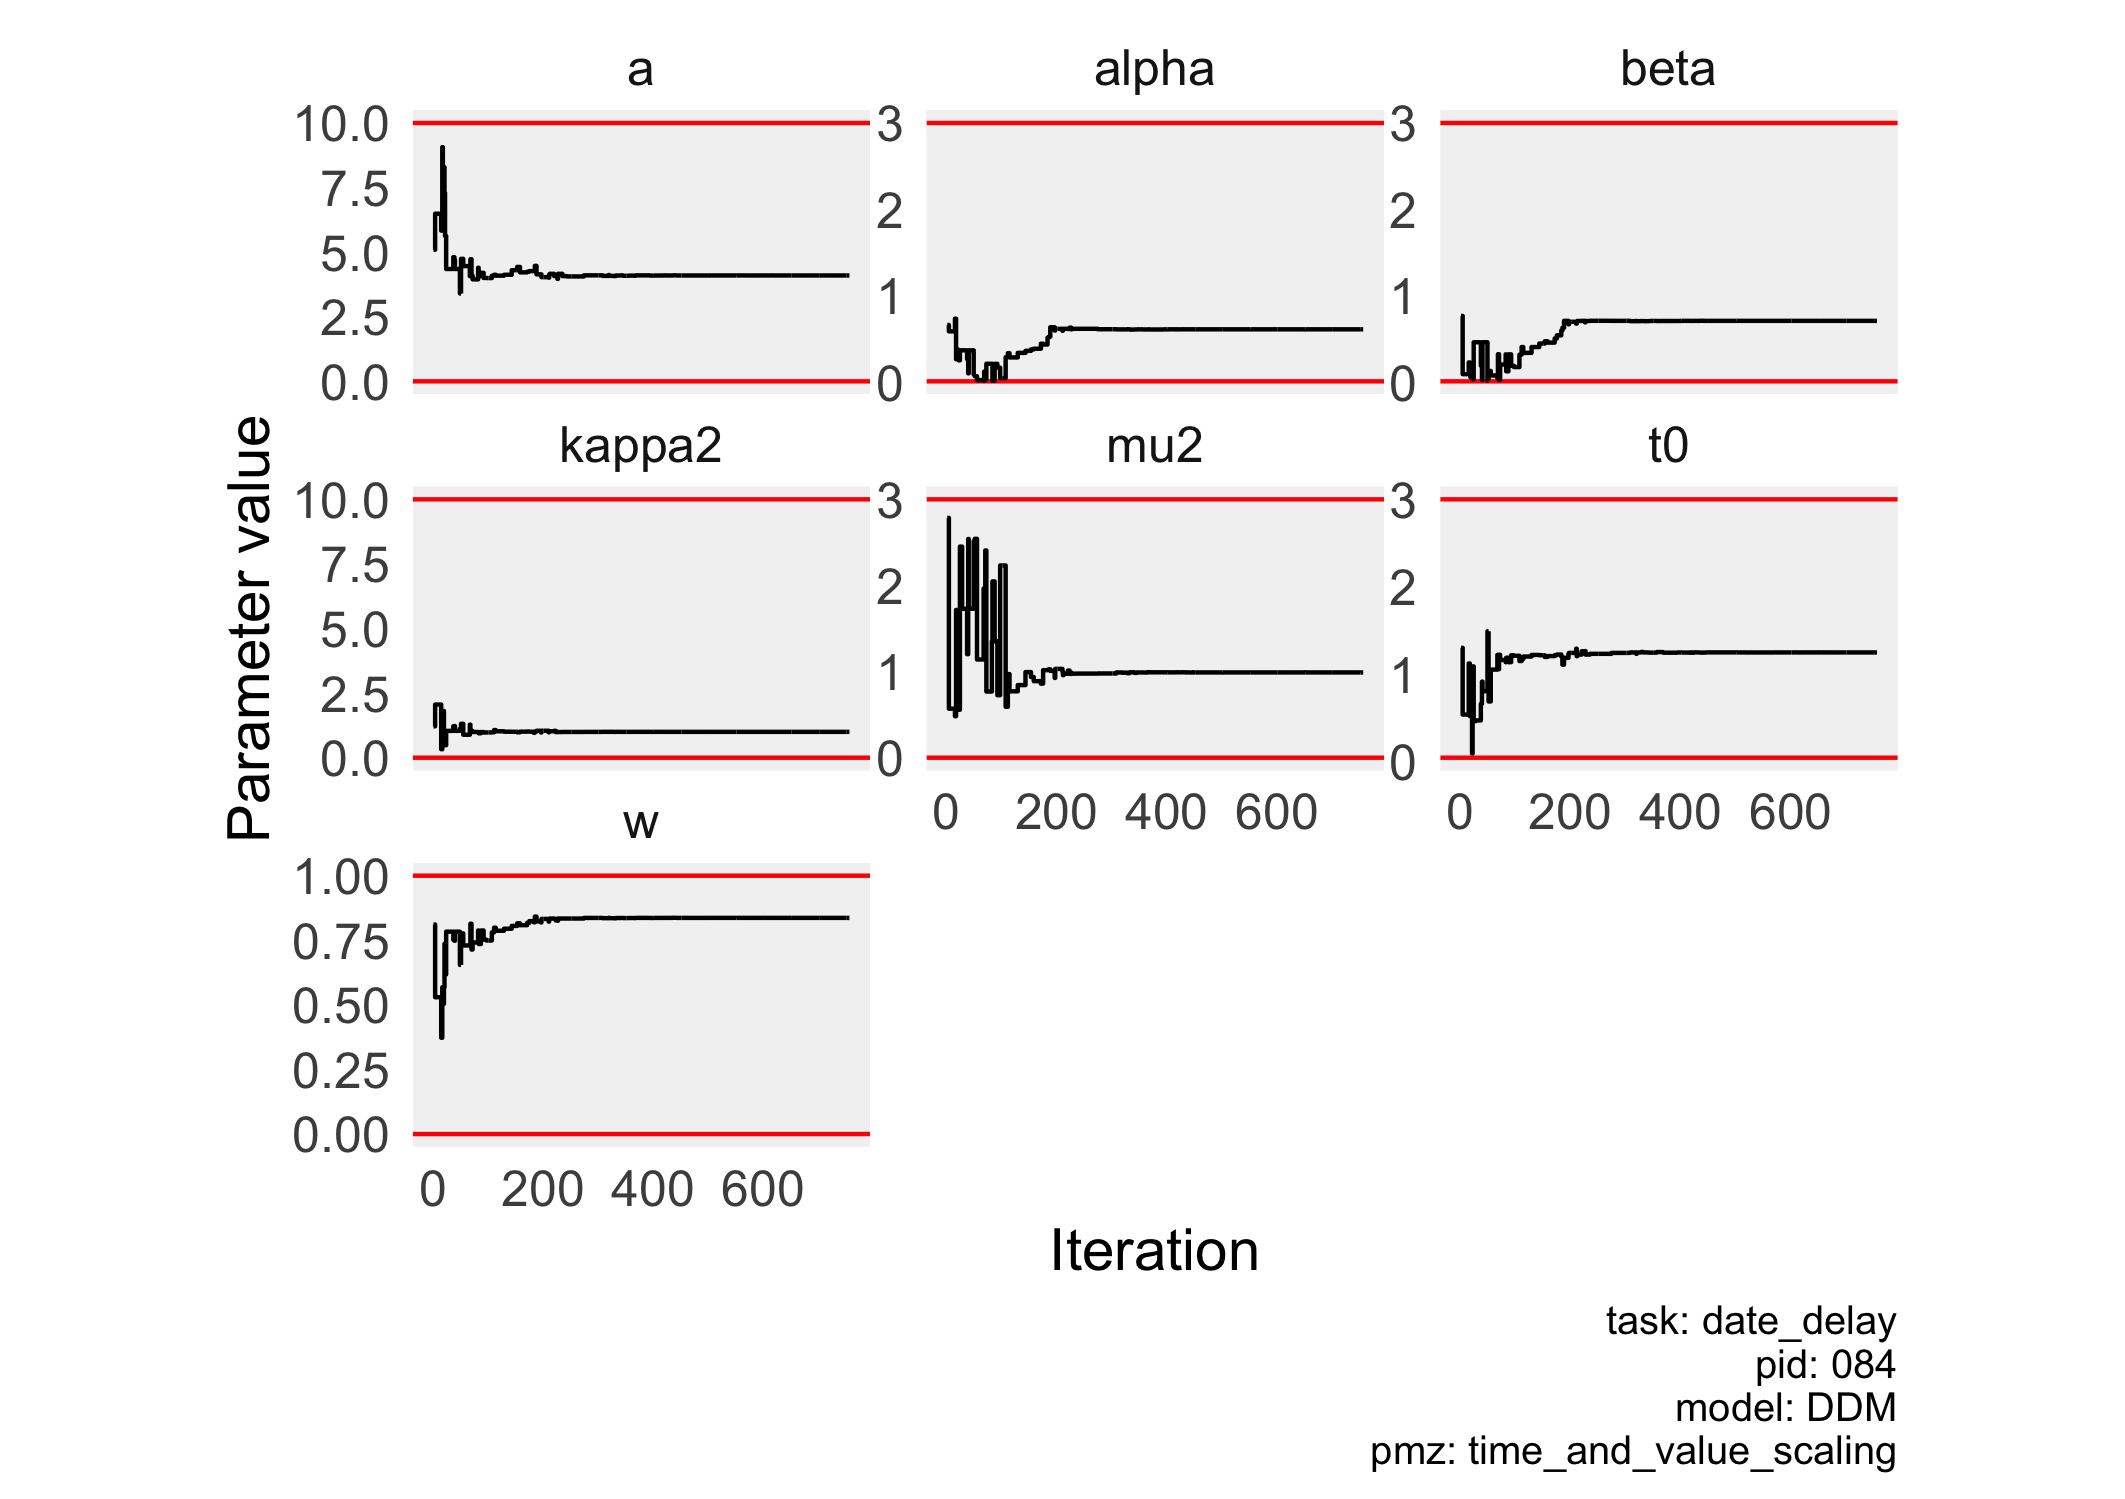 a
alpha
beta
10.0
7.5
5.0
2.5
0.0
3
2
1
0
3
2
1
0
kappa2
mu2
t0
10.0
7.5
5.0
2.5
0.0
3
2
1
0
3
2
1
0
0 200 400 600
0 200 400 600
w
1.00
0.75
0.50
0.25
0.00
0 200 400 600
Parameter value
Iteration
task: date_delay
pid: 084
model: DDM
pmz: time_and_value_scaling